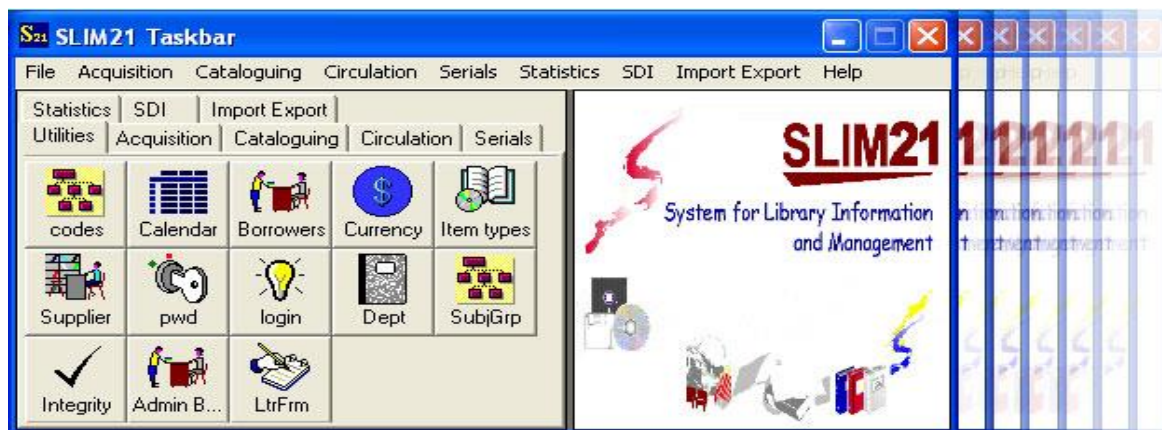 S21 SLIM21 Taskbar
File Acquisition Cataloguing Circulation Serials Statistics SDI Import Export Help
Statistics SDI Import Export
Utilities Acquisition Cataloguing Circulation Serials
codes Calendar Borrowers Currency Item types
Supplier pwd login Dept SubjGrp
Integrity Admin B... LtrFrm
SLIM21
System for Library Information
and Management